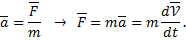 a̅ = F̅/m → F̅ = ma̅ = m dV̅/dt .